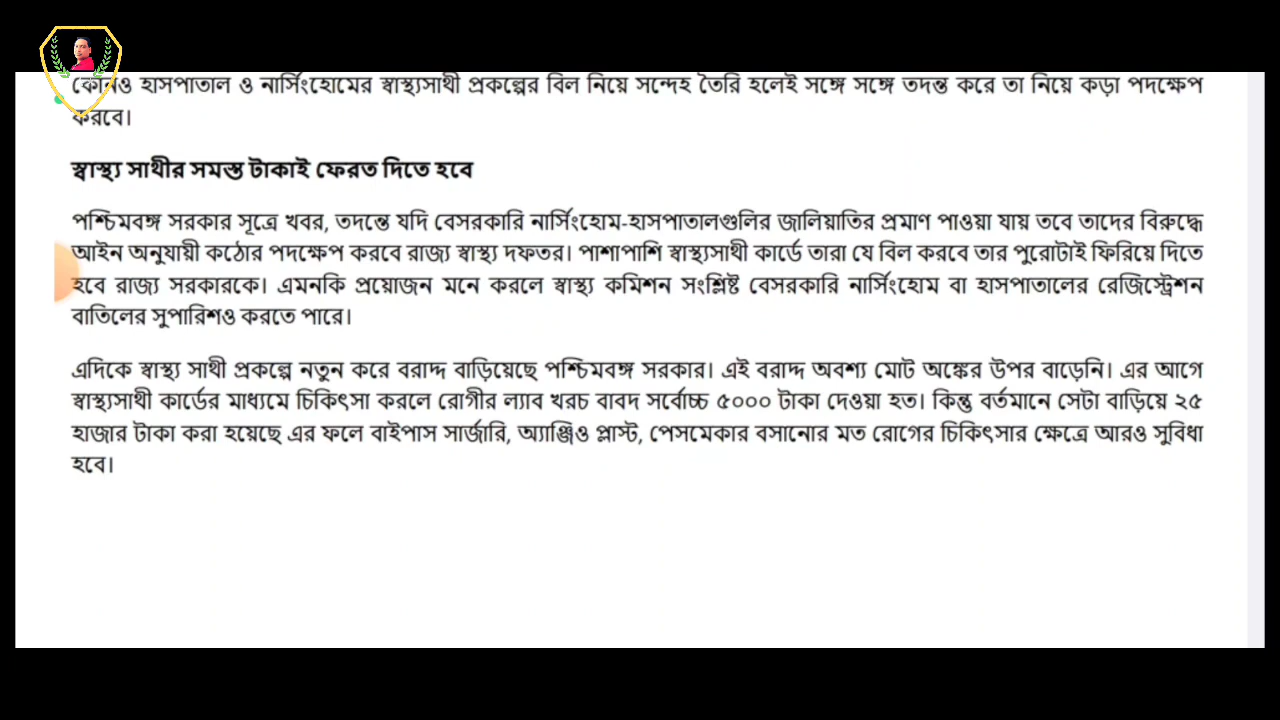 কোনও হাসপাতাল ও নার্সিংহোমের স্বাস্থ্যসাথী প্রকল্পের বিল নিয়ে সন্দেহ তৈরি হলেই সঙ্গে সঙ্গে তদন্ত করে তা নিয়ে কড়া পদক্ষেপ
করবে।
স্বাস্থ্য সাথীর সমস্ত টাকাই ফেরত দিতে হবে
পশ্চিমবঙ্গ সরকার সূত্রে খবর, তদন্তে যদি বেসরকারি নার্সিংহোম-হাসপাতালগুলির জালিয়াতির প্রমাণ পাওয়া যায় তবে তাদের বিরুদ্ধে
আইন অনুযায়ী কঠোর পদক্ষেপ করবে রাজ্য স্বাস্থ্য দফতর। পাশাপাশি স্বাস্থ্যসাথী কার্ডে তারা যে বিল করবে তার পুরোটাই ফিরিয়ে দিতে
হবে রাজ্য সরকারকে। এমনকি প্রয়োজন মনে করলে স্বাস্থ্য কমিশন সংশ্লিষ্ট বেসরকারি নার্সিংহোম বা হাসপাতালের রেজিস্ট্রেশন
বাতিলের সুপারিশও করতে পারে।
এদিকে স্বাস্থ্য সাথী প্রকল্পে নতুন করে বরাদ্দ বাড়িয়েছে পশ্চিমবঙ্গ সরকার। এই বরাদ্দ অবশ্য মোট অঙ্কের উপর বাড়েনি। এর আগে
স্বাস্থ্যসাথী কার্ডের মাধ্যমে চিকিৎসা করলে রোগীর ল্যাব খরচ বাবদ সর্বোচ্চ ৫০০০ টাকা দেওয়া হত। কিন্তু বর্তমানে সেটা বাড়িয়ে ২৫
হাজার টাকা করা হয়েছে এর ফলে বাইপাস সার্জারি, অ্যাঞ্জিও প্লাস্ট, পেসমেকার বসানোর মত রোগের চিকিৎসার ক্ষেত্রে আরও সুবিধা
হবে।